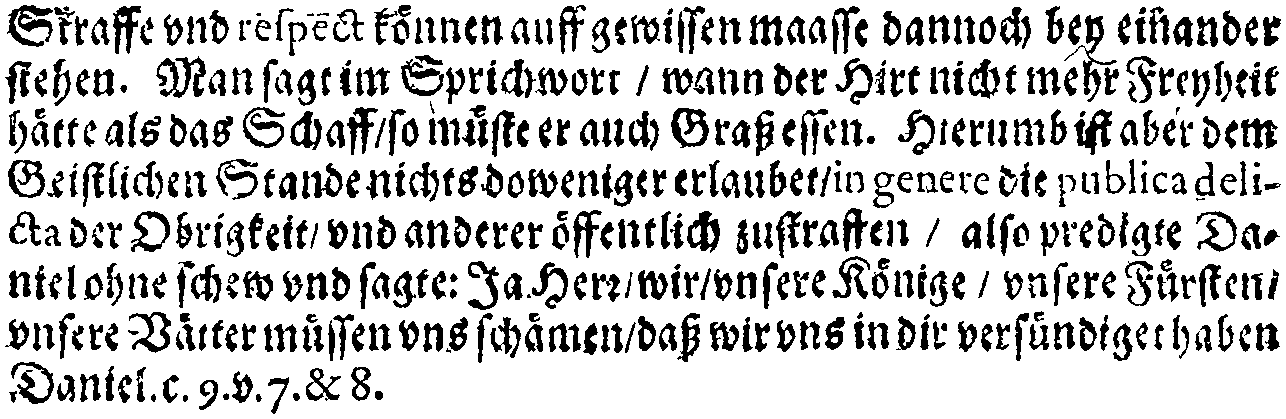 Straffe vnd respect können auff gewissen maasse dannoch bey einander
stehen. Man sagt im Sprichwort / wann der Hirt nicht mehr Freyheit
hätte als das Schaff/so müste er auch Graß essen. Hierumb ist aber dem
Geistlichen Stande nichts doweniger erlaubet/in genere die publica deli-
cta der Obrigkeit/ vnd anderer öffentlich zustraffen / also predigte Da-
niel ohne schew vnd sagte: Ja Herr/wir/vnsere Könige / vnsere Fürsten/
vnsere Vätter müssen vns schämen/daß wir vns in dir versündiget haben
Daniel. c. 9. v. 7. & 8.